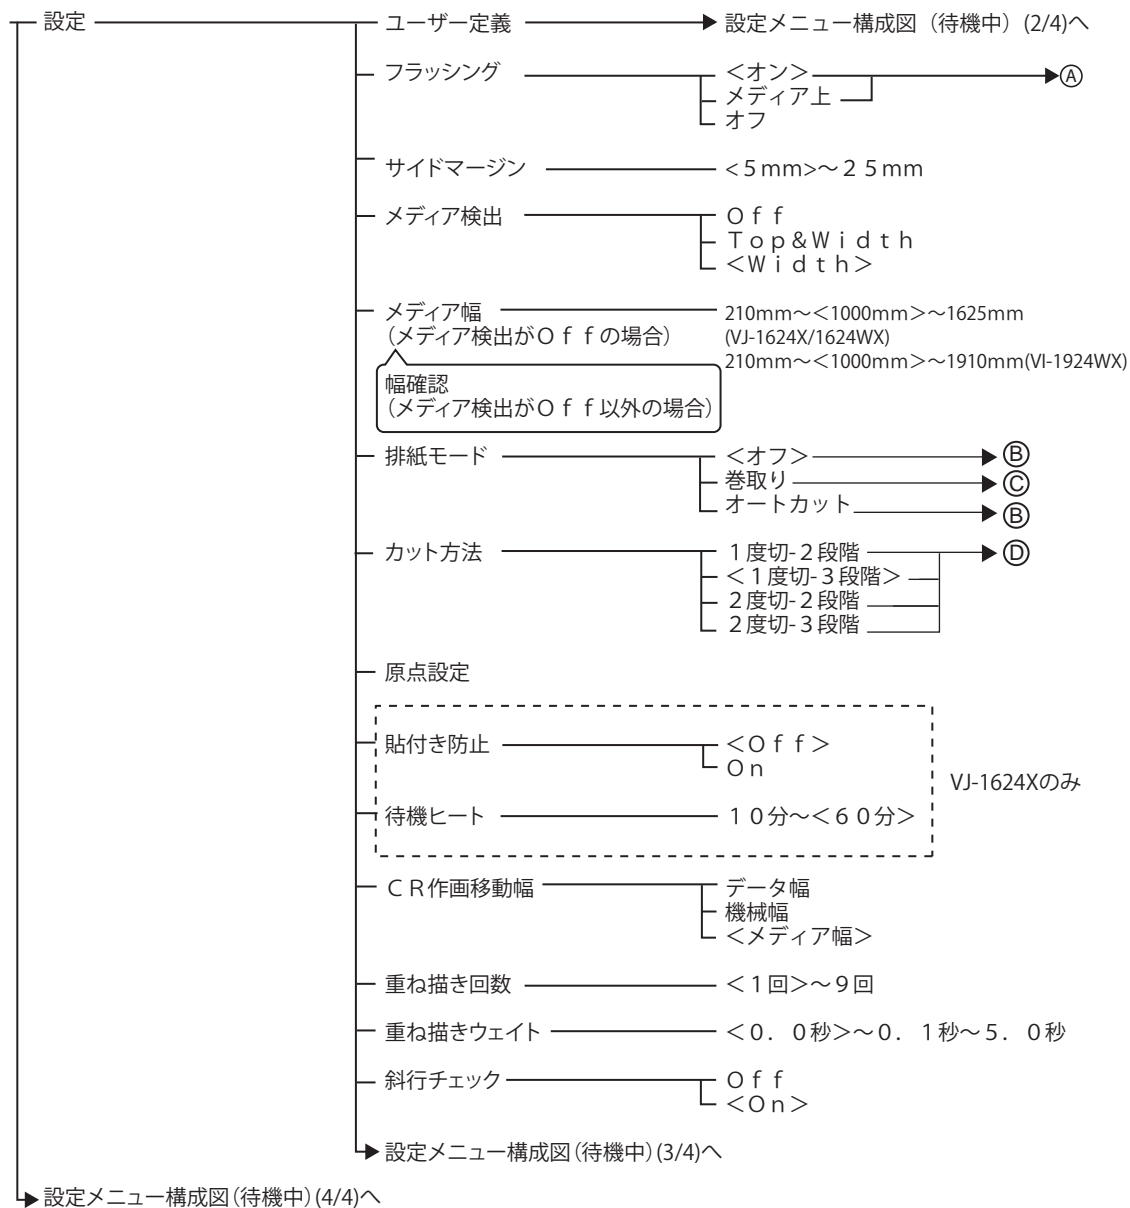 設定
ユーザー定義
設定メニュー構成図（待機中）(2/4)へ
フラッシング
＜オン＞
Ⓐ
メディア上
オフ
サイドマージン
＜5mm>～25mm
メディア検出
Ｏｆｆ
Ｔｏｐ＆Ｗｉｄｔｈ
＜Ｗｉｄｔｈ＞
メディア幅
（メディア検出がＯｆｆの場合）
210mm～＜1000mm＞～1625mm
(VJ-1624X/1624WX)
210mm～＜1000mm＞～1910mm(VI-1924WX)
幅確認
（メディア検出がＯｆｆ以外の場合）
排紙モード
＜オフ＞
Ⓑ
巻取り
Ⓒ
オートカット
Ⓑ
カット方法
１度切-２段階
Ⓓ
＜１度切-３段階＞
２度切-２段階
２度切-３段階
原点設定
貼付き防止
＜Ｏｆｆ＞
Ｏｎ
VJ-1624Xのみ
待機ヒート
１０分～＜６０分＞
ＣＲ作画移動幅
データ幅
機械幅
＜メディア幅＞
重ね描き回数
＜１回＞～９回
重ね描きウェイト
＜０．０秒＞～０．１秒～５．０秒
斜行チェック
Ｏｆｆ
＜Ｏｎ＞
設定メニュー構成図（待機中）(3/4)へ
設定メニュー構成図（待機中）(4/4)へ